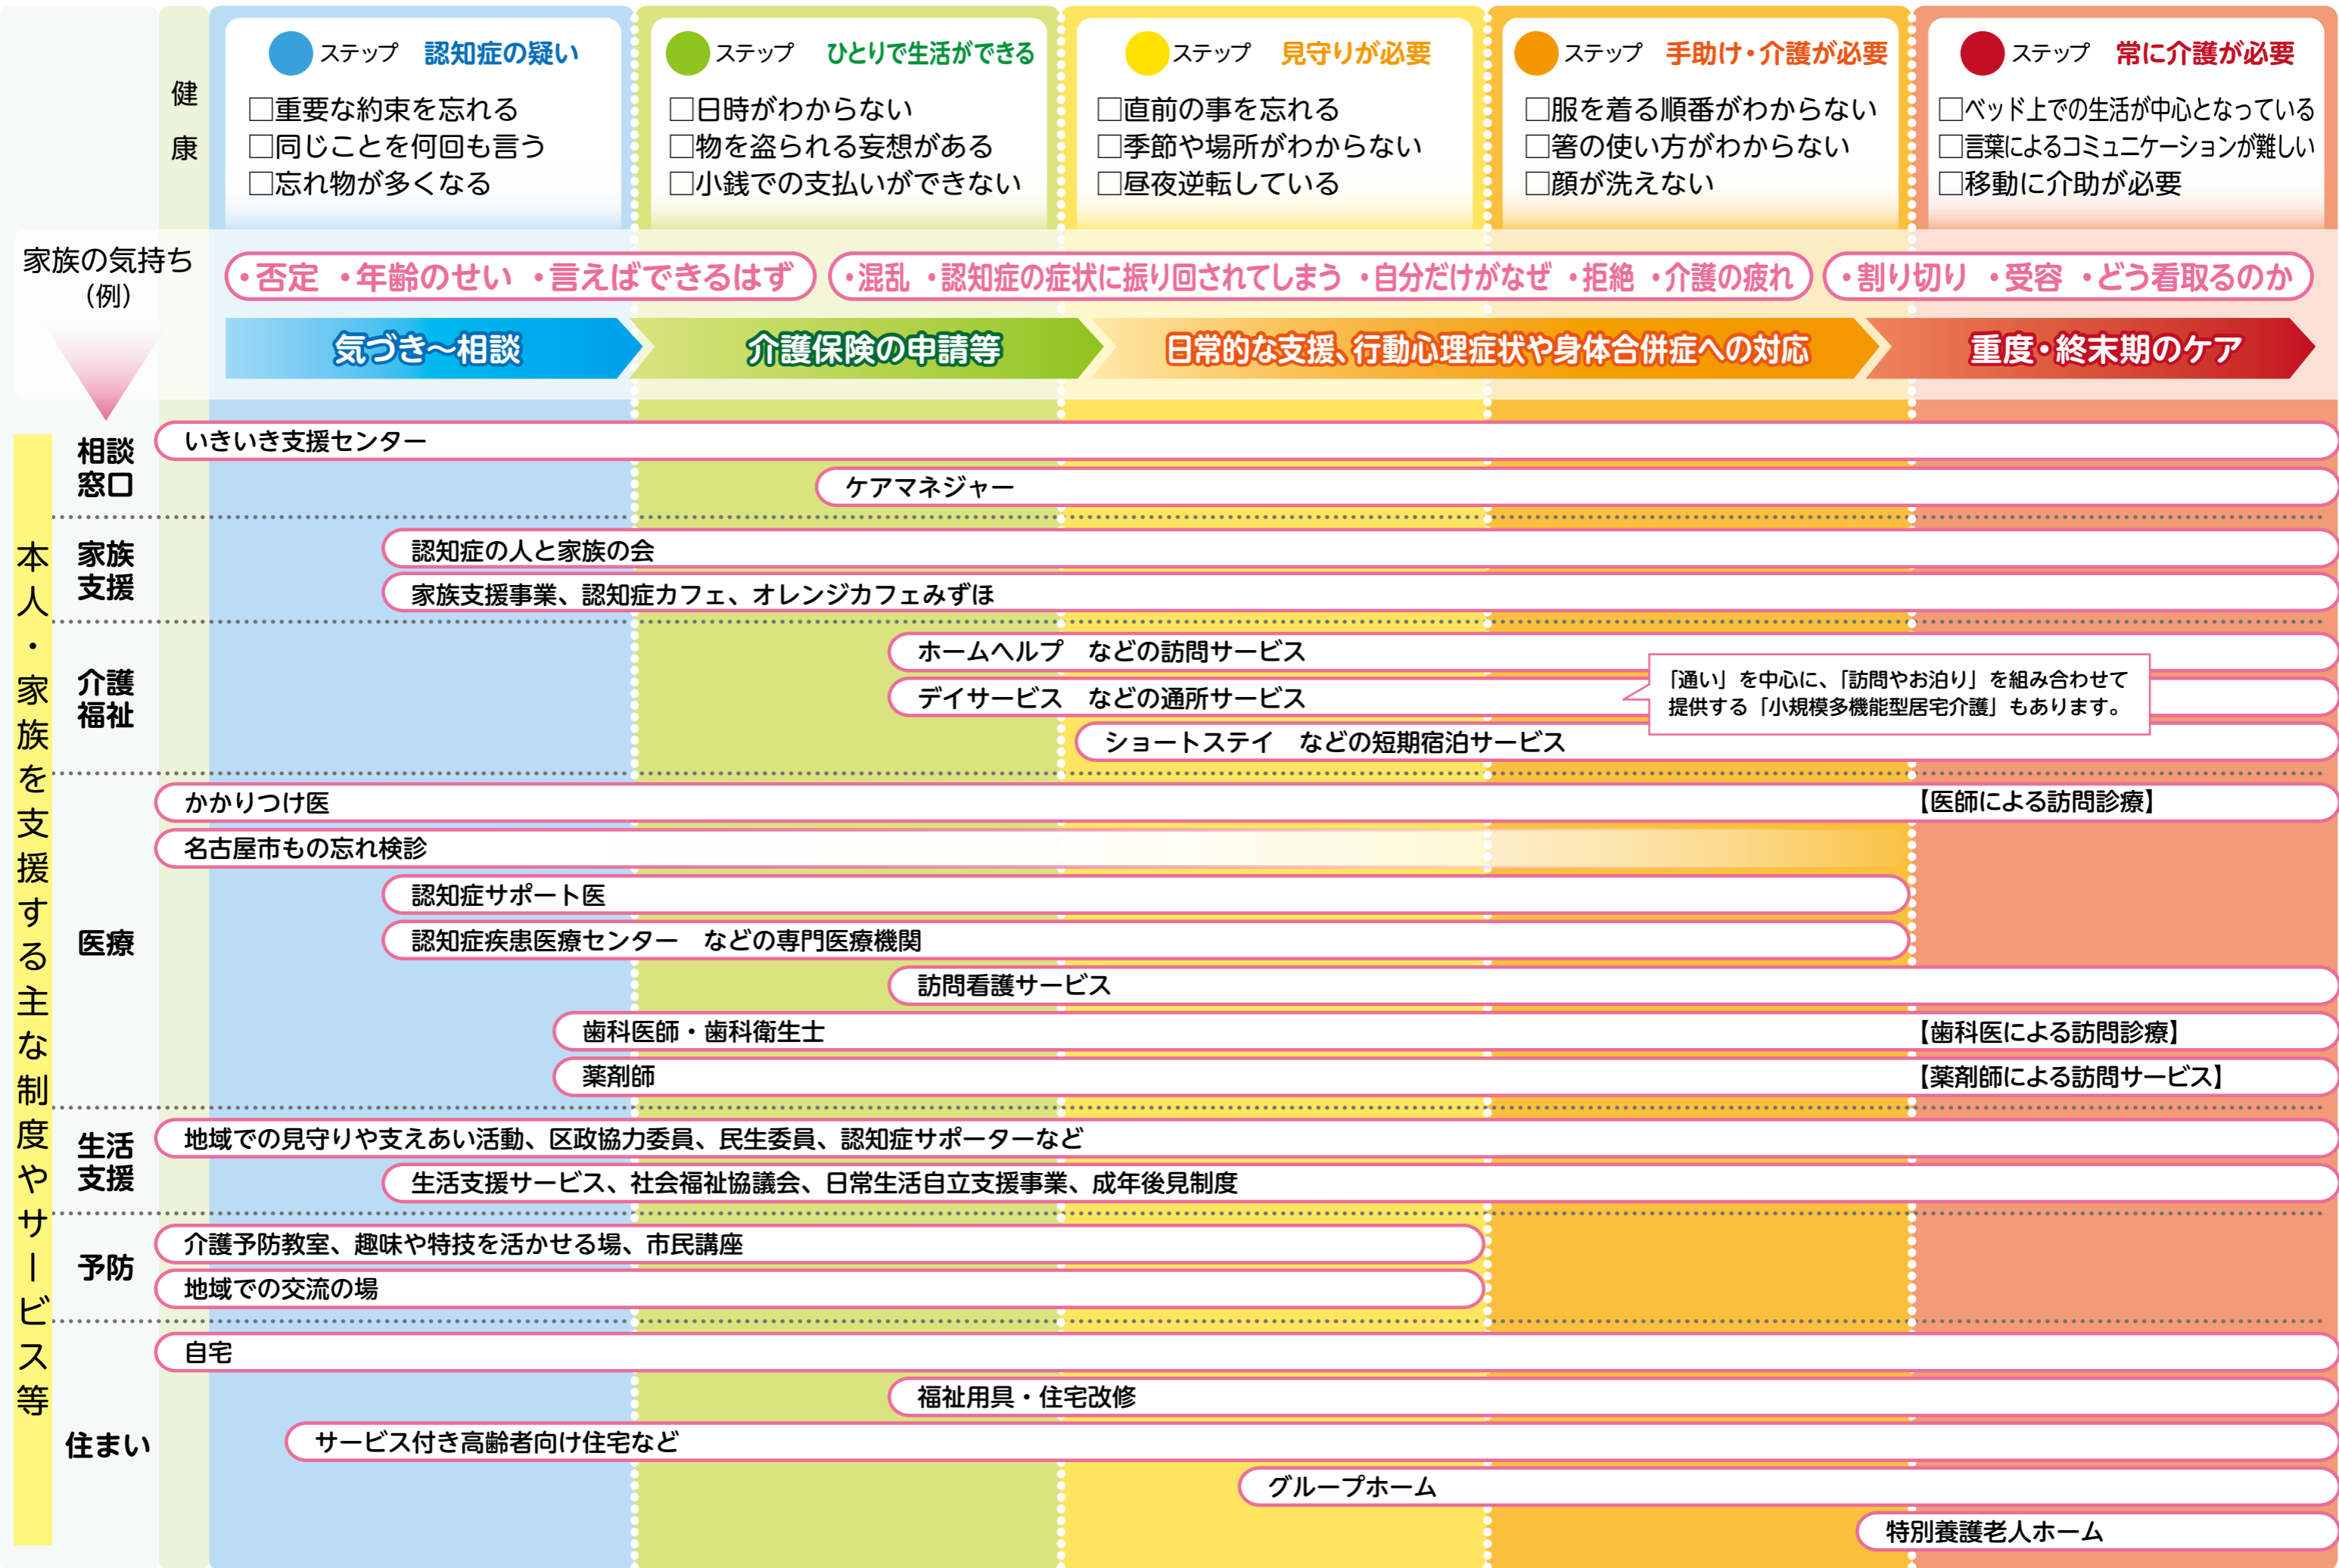 健康
ステップ 認知症の疑い
□重要な約束を忘れる
□同じことを何回も言う
□忘れ物が多くなる
ステップ ひとりで生活ができる
□日時がわからない
□物を盗られる妄想がある
□小銭での支払いができない
ステップ 見守りが必要
□直前の事を忘れる
□季節や場所がわからない
□昼夜逆転している
ステップ 手助け・介護が必要
□服を着る順番がわからない
□箸の使い方がわからない
□顔が洗えない
ステップ 常に介護が必要
□ベッド上での生活が中心となっている
□言葉によるコミュニケーションが難しい
□移動に介助が必要
家族の気持ち
（例）
・否定 ・年齢のせい ・言えばできるはず
・混乱 ・認知症の症状に振り回されてしまう ・自分だけがなぜ ・拒絶 ・介護の疲れ
・割り切り ・受容 ・どう看取るのか
気づき～相談
介護保険の申請等
日常的な支援、行動心理症状や身体合併症への対応
重度・終末期のケア
本人・家族を支援する主な制度やサービス等
相談
窓口
いきいき支援センター
ケアマネジャー
家族
支援
認知症の人と家族の会
家族支援事業、認知症カフェ、オレンジカフェみずほ
介護
福祉
ホームヘルプ などの訪問サービス
デイサービス などの通所サービス
「通い」を中心に、「訪問やお泊り」を組み合わせて
提供する「小規模多機能型居宅介護」もあります。
ショートステイ などの短期宿泊サービス
医療
かかりつけ医 【医師による訪問診療】
名古屋市もの忘れ検診
認知症サポート医
認知症疾患医療センター などの専門医療機関
訪問看護サービス
歯科医師・歯科衛生士 【歯科医による訪問診療】
薬剤師 【薬剤師による訪問サービス】
生活
支援
地域での見守りや支えあい活動、区政協力委員、民生委員、認知症サポーターなど
生活支援サービス、社会福祉協議会、日常生活自立支援事業、成年後見制度
予防
介護予防教室、趣味や特技を活かせる場、市民講座
地域での交流の場
住まい
自宅
福祉用具・住宅改修
サービス付き高齢者向け住宅など
グループホーム
特別養護老人ホーム